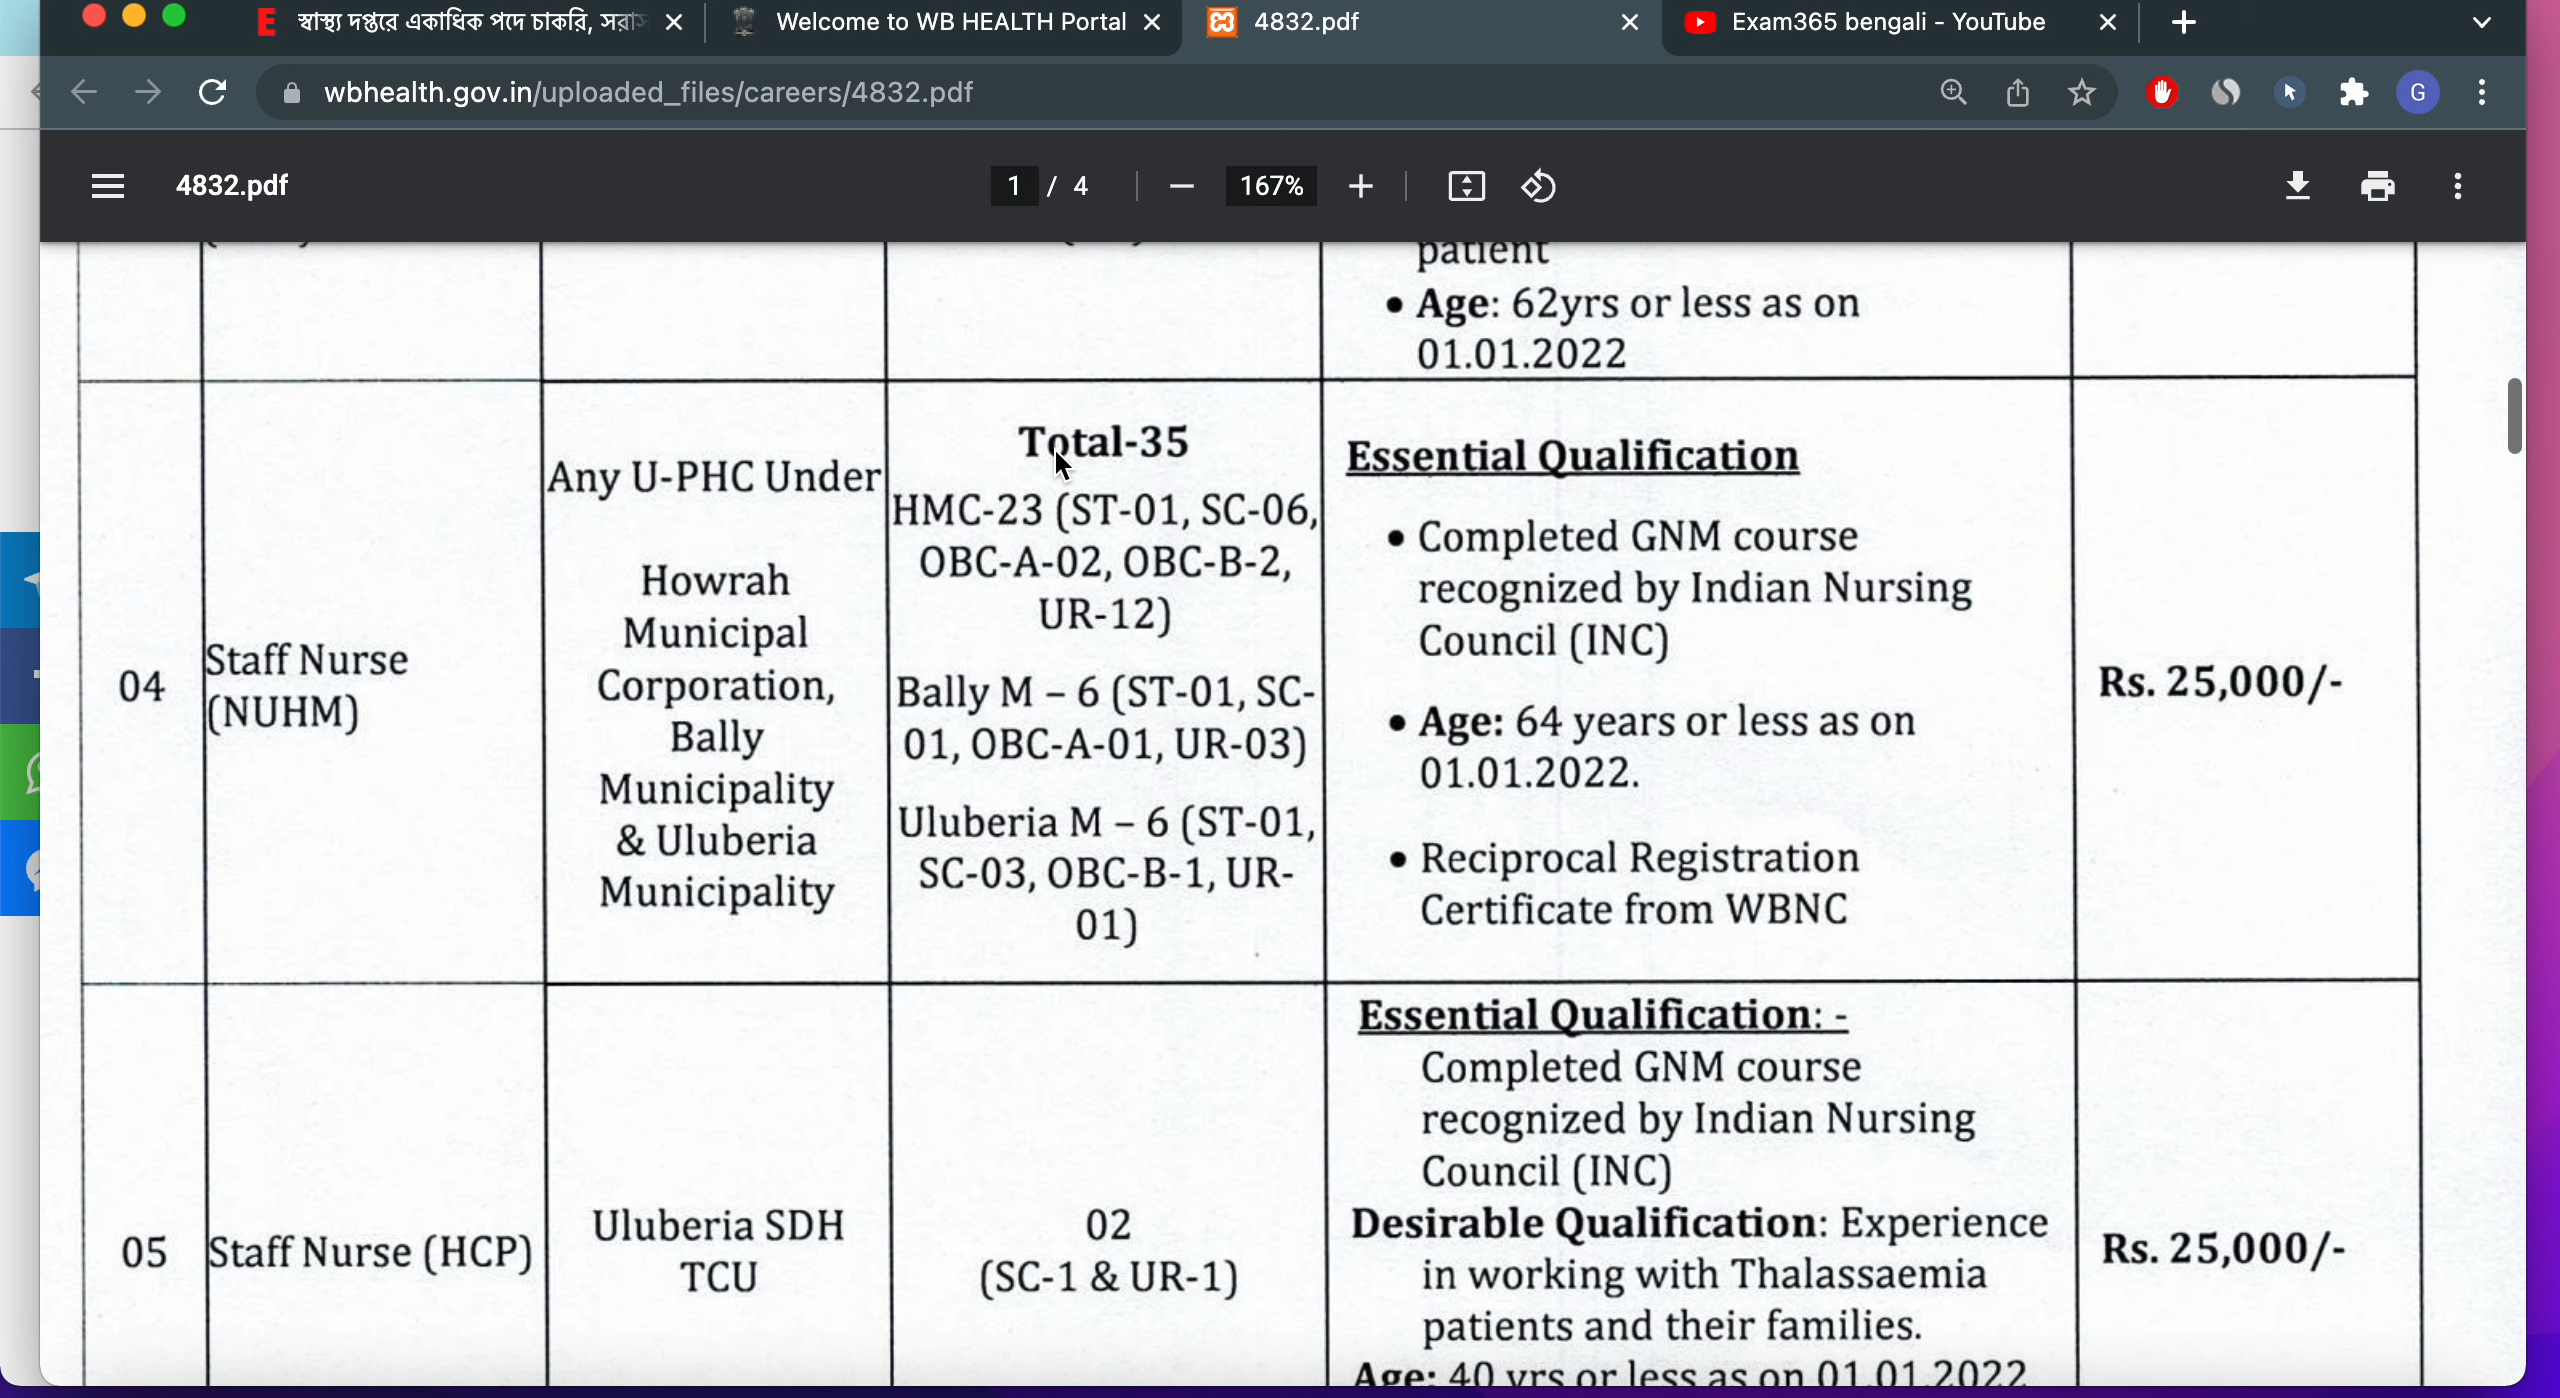 স্বাস্থ্য দপ্তরে একাধিক পদে চাকরি,
Welcome to WB HEALTH Portal
4832.pdf
Exam365 bengali - YouTube
wbhealth.gov.in/uploaded_files/careers/4832.pdf
G
4832.pdf
1 / 4
167%
patient
• Age: 62yrs or less as on
01.01.2022
04
Staff Nurse
(NUHM)
Any U-PHC Under
Howrah
Municipal
Corporation,
Bally
Municipality
& Uluberia
Municipality
Total-35
HMC-23 (ST-01, SC-06,
OBC-A-02, OBC-B-2,
UR-12)
Bally M – 6 (ST-01, SC-
01, OBC-A-01, UR-03)
Uluberia M – 6 (ST-01,
SC-03, OBC-B-1, UR-
01)
Essential Qualification
• Completed GNM course
recognized by Indian Nursing
Council (INC)
• Age: 64 years or less as on
01.01.2022.
• Reciprocal Registration
Certificate from WBNC
Rs. 25,000/-
05
Staff Nurse (HCP)
Uluberia SDH
TCU
02
(SC-1 & UR-1)
Essential Qualification: -
Completed GNM course
recognized by Indian Nursing
Council (INC)
Desirable Qualification: Experience
in working with Thalassaemia
patients and their families.
Age: 40 yrs or less as on 01.01.2022
Rs. 25,000/-